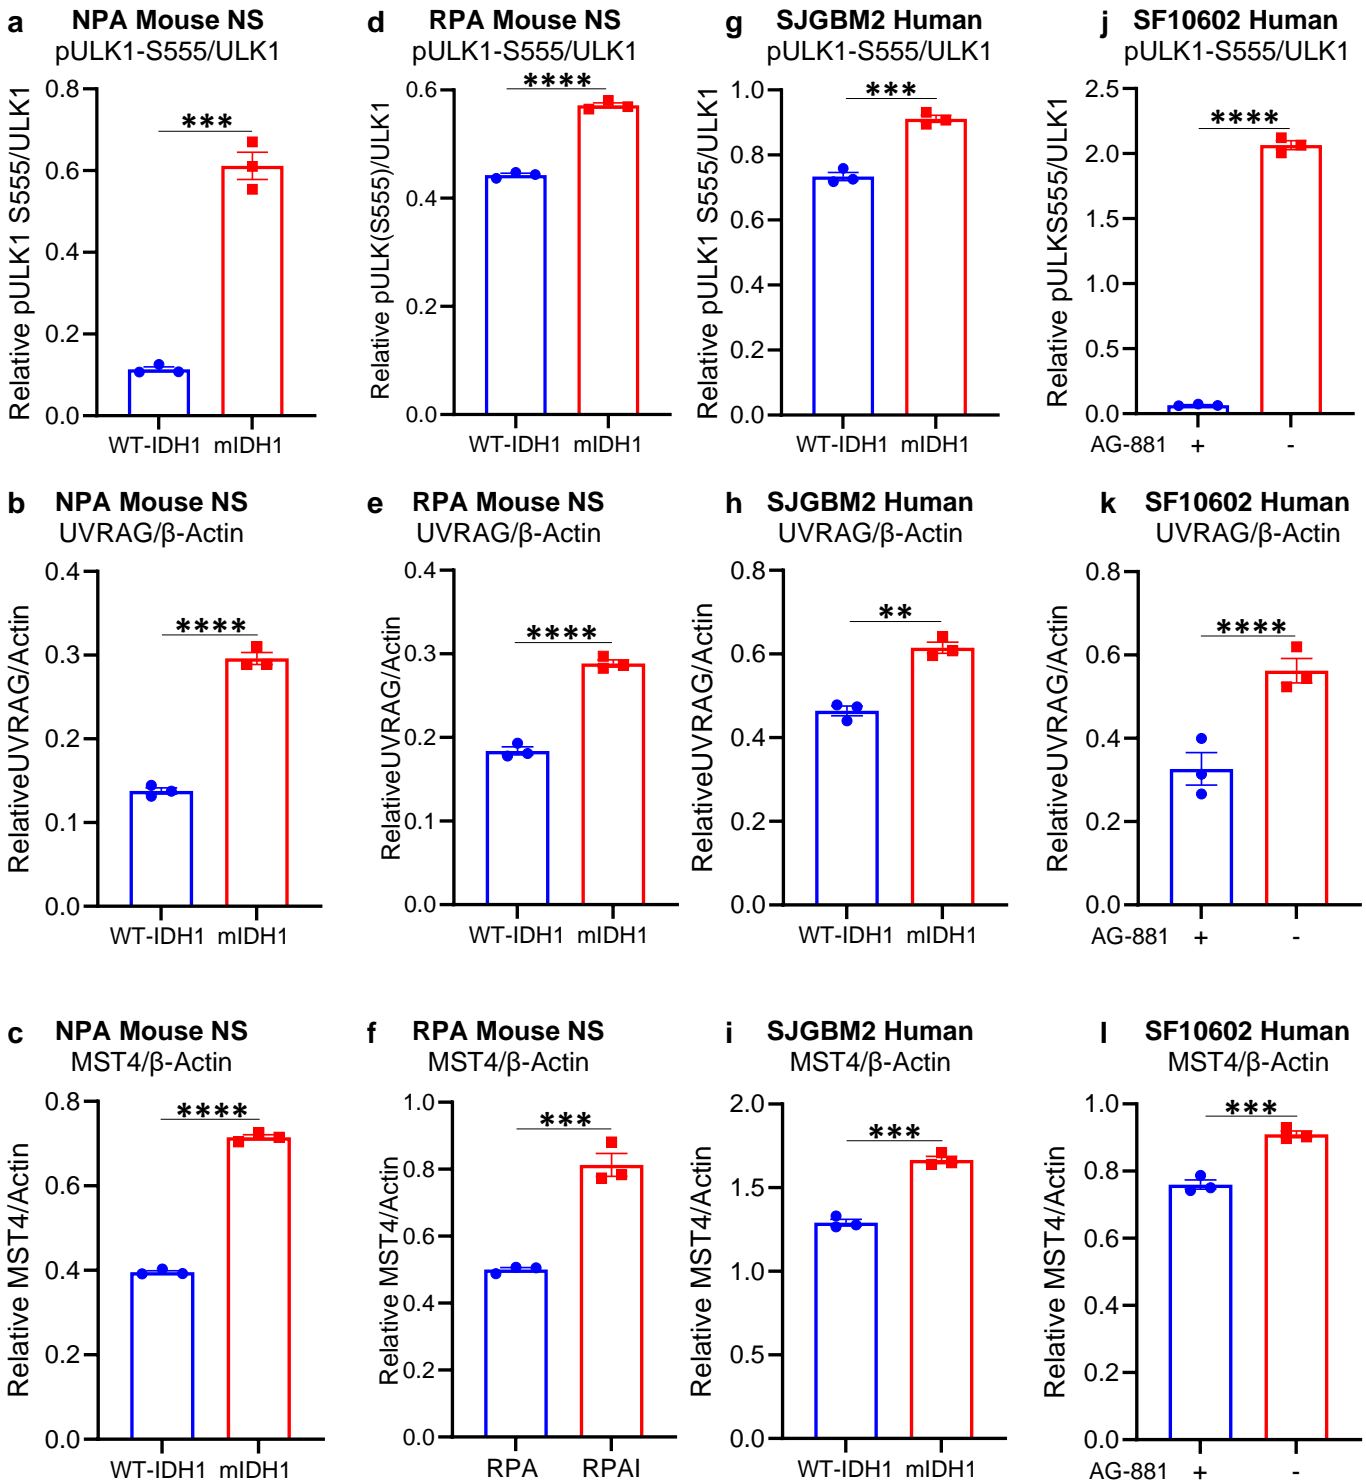 a NPA Mouse NS
pULK1-S555/ULK1
Relative pULK1 S555/ULK1
0.8
0.6
0.4
0.2
0.0
***
WT-IDH1 mIDH1
d RPA Mouse NS
pULK1-S555/ULK1
Relative pULK(S555)/ULK1
0.6
0.4
0.2
0.0
****
WT-IDH1 mIDH1
g SJGBM2 Human
pULK1-S555/ULK1
Relative pULK1 S555/ULK1
1.0
0.8
0.6
0.4
0.2
0.0
***
WT-IDH1 mIDH1
j SF10602 Human
pULK1-S555/ULK1
Relative pULKS555/ULK1
2.5
2.0
1.5
1.0
0.5
0.0
****
AG-881 + -
b NPA Mouse NS
UVRAG/β-Actin
RelativeUVRAG/Actin
0.4
0.3
0.2
0.1
0.0
****
WT-IDH1 mIDH1
e RPA Mouse NS
UVRAG/β-Actin
RelativeUVRAG/Actin
0.4
0.3
0.2
0.1
0.0
****
WT-IDH1 mIDH1
h SJGBM2 Human
UVRAG/β-Actin
RelativeUVRAG/Actin
0.8
0.6
0.4
0.2
0.0
**
WT-IDH1 mIDH1
k SF10602 Human
UVRAG/β-Actin
RelativeUVRAG/Actin
0.8
0.6
0.4
0.2
0.0
****
AG-881 + -
c NPA Mouse NS
MST4/β-Actin
Relative MST4/Actin
0.8
0.6
0.4
0.2
0.0
****
WT-IDH1 mIDH1
f RPA Mouse NS
MST4/β-Actin
Relative MST4/Actin
1.0
0.8
0.6
0.4
0.2
0.0
***
RPA RPAI
i SJGBM2 Human
MST4/β-Actin
Relative MST4/Actin
2.0
1.5
1.0
0.5
0.0
***
WT-IDH1 mIDH1
l SF10602 Human
MST4/β-Actin
Relative MST4/Actin
1.0
0.8
0.6
0.4
0.2
0.0
***
AG-881 + -